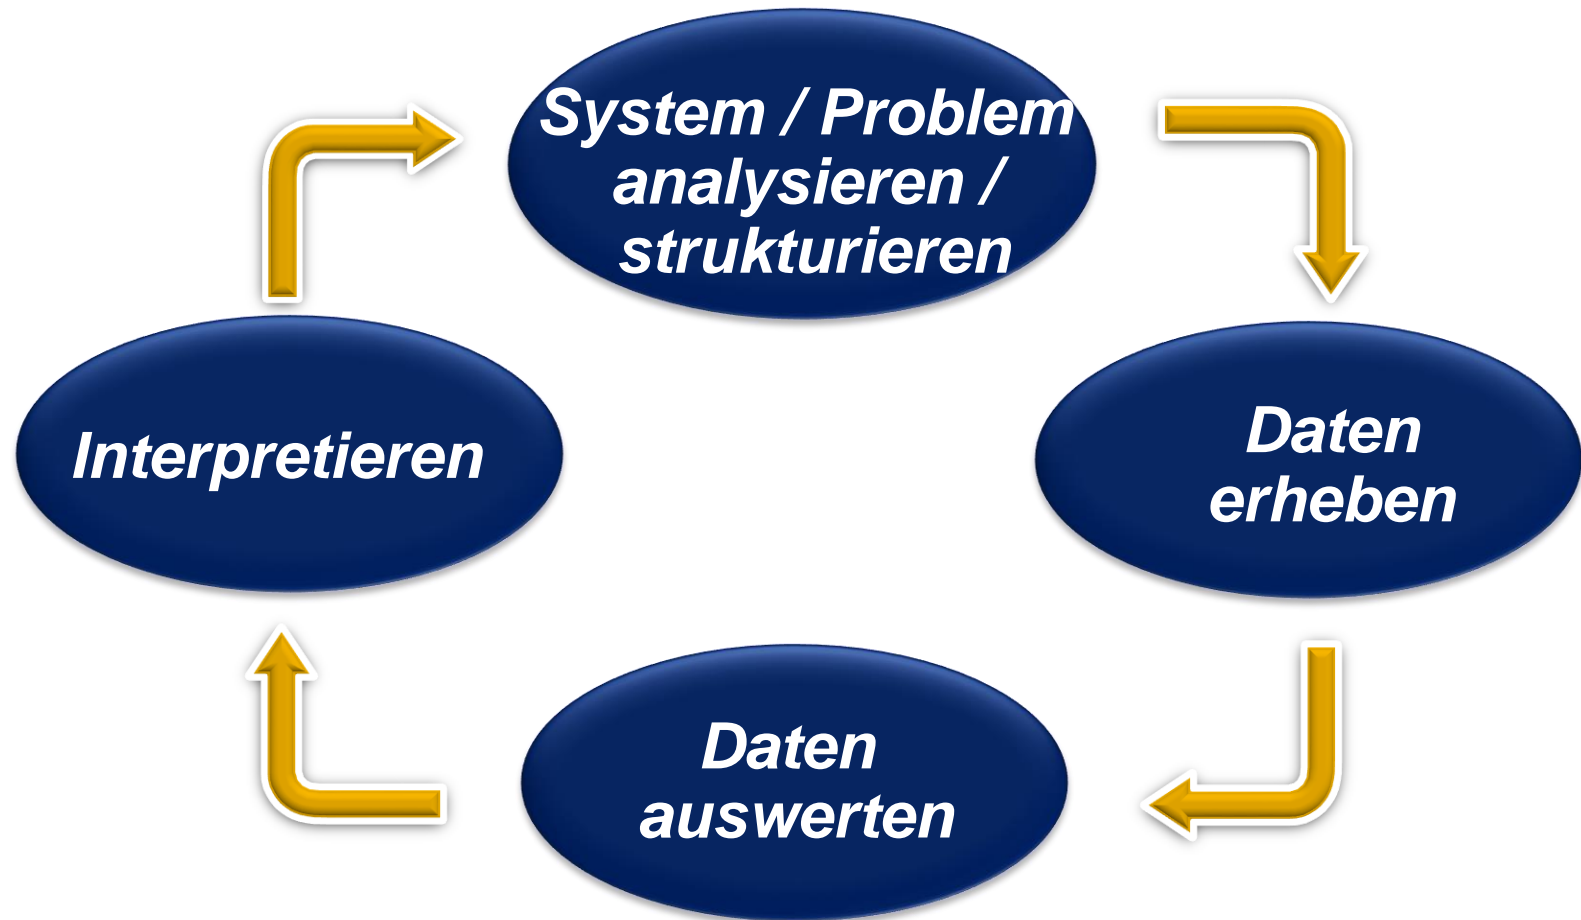 System / Problem
analysieren /
strukturieren
Interpretieren
Daten
erheben
Daten
auswerten